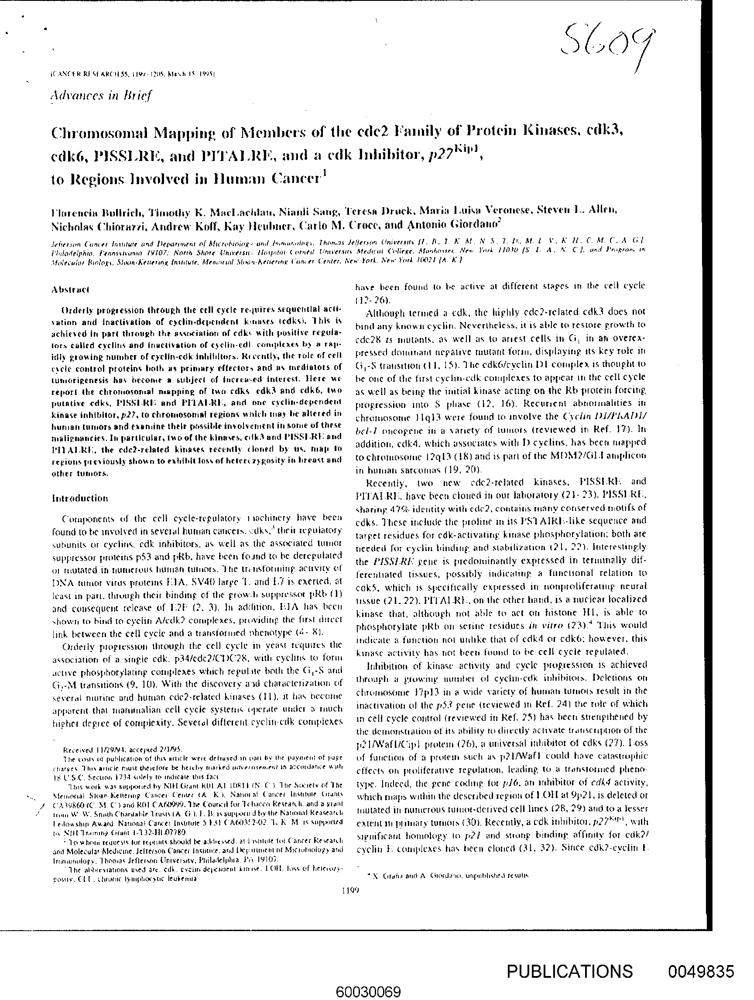 5609
[CANCER RESEARCH 55, 1199-1205, March 15, 1995]
Advances in Brief
Chromosomal Mapping of Members of the cdc2 Family of Protein Kinases, cdk3,
cdk6, PISSLRE, and PITALRE, and a cdk Inhibitor, p27Kip1,
to Regions Involved in Human Cancer1
Florencia Bullrich, Timothy K. MacLachlan, Nianli Sang, Teresa Druck, Maria Luisa Veronese, Steven L. Allen,
Nicholas Chiorazzi, Andrew Koff, Kay Heubner, Carlo M. Croce, and Antonio Giordano2
Jefferson Cancer Institute and Department of Microbiology and Immunology, Thomas Jefferson University [F. B., T. K. M., N. S., T. D., M. L. V., K. H., C. M. C., A. G.],
Philadelphia, Pennsylvania 19107; North Shore University Hospital-Cornell University Medical College, Manhasset, New York 11030 [S. L. A., N. C.]; and Program in
Molecular Biology, Sloan-Kettering Institute, Memorial Sloan-Kettering Cancer Center, New York, New York 10021 [A. K.]
Abstract
Orderly progression through the cell cycle requires sequential acti-
vation and inactivation of cyclin-dependent kinases (cdks). This is
achieved in part through the association of cdks with positive regula-
tors called cyclins and inactivation of cyclin-cdk complexes by a rap-
idly growing number of cyclin-cdk inhibitors. Recently, the role of cell
cycle control proteins both as primary effectors and as mediators of
tumorigenesis has become a subject of increased interest. Here we
report the chromosomal mapping of two cdks, cdk3 and cdk6, two
putative cdks, PISSLRE and PITALRE, and one cyclin-dependent
kinase inhibitor, p27, to chromosomal regions which may be altered in
human tumors and examine their possible involvement in some of these
malignancies. In particular, two of the kinases, cdk3 and PISSLRE and
PITALRE, the cdc2-related kinases recently cloned by us, map to
regions previously shown to exhibit loss of heterozygosity in breast and
other tumors.
Introduction
Components of the cell cycle-regulatory machinery have been
found to be involved in several human cancers. cdks,3 their regulatory
subunits or cyclins, cdk inhibitors, as well as the associated tumor
suppressor proteins p53 and pRb, have been found to be deregulated
or mutated in numerous human tumors. The transforming activity of
DNA tumor virus proteins E1A, SV40 large T, and E7 is exerted, at
least in part, through their binding of the growth suppressor pRb (1)
and consequent release of E2F (2, 3). In addition, E1A has been
shown to bind to cyclin A/cdk2 complexes, providing the first direct
link between the cell cycle and a transformed phenotype (4-8).
Orderly progression through the cell cycle in yeast requires the
association of a single cdk, p34/cdc2/CDC28, with cyclins to form
active phosphorylating complexes which regulate both the G1-S and
G2-M transitions (9, 10). With the discovery and characterization of
several murine and human cdc2-related kinases (11), it has become
apparent that mammalian cell cycle systems operate under a much
higher degree of complexity. Several different cyclin-cdk complexes
Received 11/29/94; accepted 2/1/95.
The costs of publication of this article were defrayed in part by the payment of page
charges. This article must therefore be hereby marked advertisement in accordance with
18 U.S.C. Section 1734 solely to indicate this fact.
This work was supported by NIH Grant R01 AI 10811 (N. C.), The Society of The
Memorial Sloan-Kettering Cancer Center (A. K.), National Cancer Institute Grants
CA39860 (C. M. C.) and R01 CA60999, The Council for Tobacco Research, and a grant
from W. W. Smith Charitable Trusts (A. G.). F. B. is supported by the National Research
Fellowship Award, National Cancer Institute 5 F31 CA60352-02. T. K. M. is supported
by NIH Training Grant 1-T32-HL07780.
2 To whom requests for reprints should be addressed, at Institute for Cancer Research
and Molecular Medicine, Jefferson Cancer Institute, and Department of Microbiology and
Immunology, Thomas Jefferson University, Philadelphia, PA 19107.
The abbreviations used are: cdk, cyclin dependent kinase; LOH, loss of heterozy-
gosity; CLL, chronic lymphocytic leukemia.
have been found to be active at different stages in the cell cycle
(12-26).
Although termed a cdk, the highly cdc2-related cdk3 does not
bind any known cyclin. Nevertheless, it is able to restore growth to
cdc28 ts mutants, as well as to arrest cells in G1 in an overex-
pressed dominant negative mutant form, displaying its key role in
G1-S transition (11, 15). The cdk6/cyclin D1 complex is thought to
be one of the first cyclin-cdk complexes to appear in the cell cycle
as well as being the initial kinase acting on the Rb protein forcing
progression into S phase (12, 16). Recurrent abnormalities in
chromosome 11q13 were found to involve the Cyclin D1/PRAD1/
bcl-1 oncogene in a variety of tumors (reviewed in Ref. 17). In
addition, cdk4, which associates with D cyclins, has been mapped
to chromosome 12q13 (18) and is part of the MDM2/GLI amplicon
in human sarcomas (19, 20).
Recently, two new cdc2-related kinases, PISSLRE and
PITALRE, have been cloned in our laboratory (21-23). PISSLRE,
sharing 47% identity with cdc2, contains many conserved motifs of
cdks. These include the proline in its PSTAIRE-like sequence and
target residues for cdk-activating kinase phosphorylation; both are
needed for cyclin binding and stabilization (21, 22). Interestingly
the PISSLRE gene is predominantly expressed in terminally dif-
ferentiated tissues, possibly indicating a functional relation to
cdk5, which is specifically expressed in nonproliferating neural
tissue (21, 22). PITALRE, on the other hand, is a nuclear localized
kinase that, although not able to act on histone H1, is able to
phosphorylate pRb on serine residues in vitro (23).4 This would
indicate a function not unlike that of cdk4 or cdk6; however, this
kinase activity has not been found to be cell cycle regulated.
Inhibition of kinase activity and cycle progression is achieved
through a growing number of cyclin-cdk inhibitors. Deletions on
chromosome 17p13 in a wide variety of human tumors result in the
inactivation of the p53 gene (reviewed in Ref. 24) the role of which
in cell cycle control (reviewed in Ref. 25) has been strengthened by
the demonstration of its ability to directly activate transcription of the
p21/Waf1/Cip1 protein (26), a universal inhibitor of cdks (27). Loss
of function of a protein such as p21/Waf1 could have catastrophic
effects on proliferative regulation, leading to a transformed pheno-
type. Indeed, the gene coding for p16, an inhibitor of cdk4 activity,
which maps within the described region of LOH at 9p21, is deleted or
mutated in numerous tumor-derived cell lines (28, 29) and to a lesser
extent in primary tumors (30). Recently, a cdk inhibitor, p27Kip1, with
significant homology to p21 and strong binding affinity for cdk2/
cyclin E complexes has been cloned (31, 32). Since cdk2-cyclin E
4 X. Graña and A. Giordano, unpublished results.
1199
PUBLICATIONS 0049835
60030069